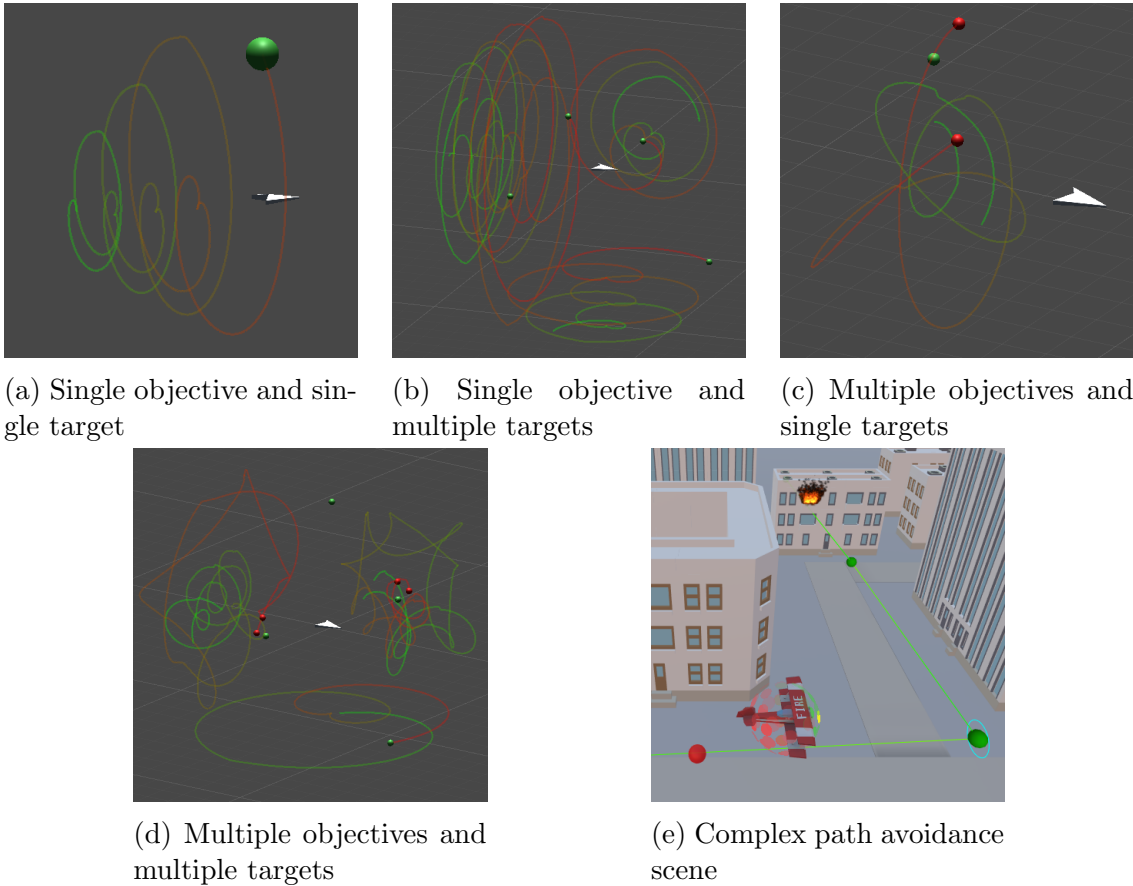 (a) Single objective and sin-
gle target
(b) Single objective and
multiple targets
(c) Multiple objectives and
single targets
FIRE
(d) Multiple objectives and
multiple targets
(e) Complex path avoidance
scene